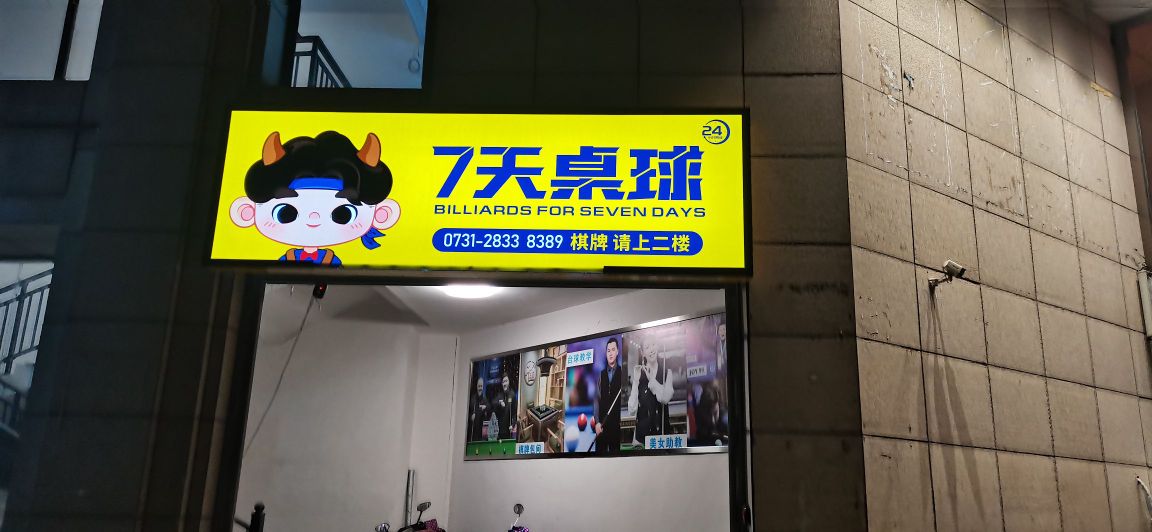 24
7天桌球
BILLIARDS FOR SEVEN DAYS
0731-2833 8389 棋牌 请上二楼
台球教学
美女助教